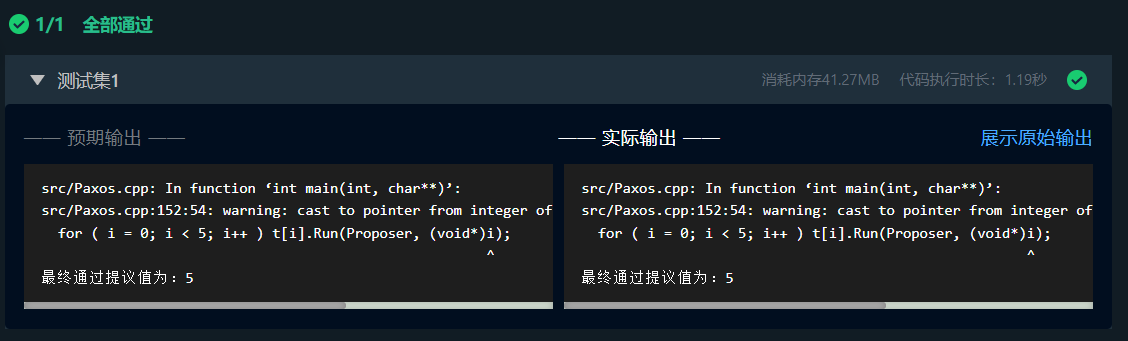 1/1 全部通过
测试集1 消耗内存41.27MB 代码执行时长：1.19秒
—— 预期输出 —— —— 实际输出 —— 展示原始输出
src/Paxos.cpp: In function ‘int main(int, char**)’:
src/Paxos.cpp:152:54: warning: cast to pointer from integer of
for ( i = 0; i < 5; i++ ) t[i].Run(Proposer, (void*)i);
^
最终通过提议值为：5
src/Paxos.cpp: In function ‘int main(int, char**)’:
src/Paxos.cpp:152:54: warning: cast to pointer from integer of
for ( i = 0; i < 5; i++ ) t[i].Run(Proposer, (void*)i);
^
最终通过提议值为：5